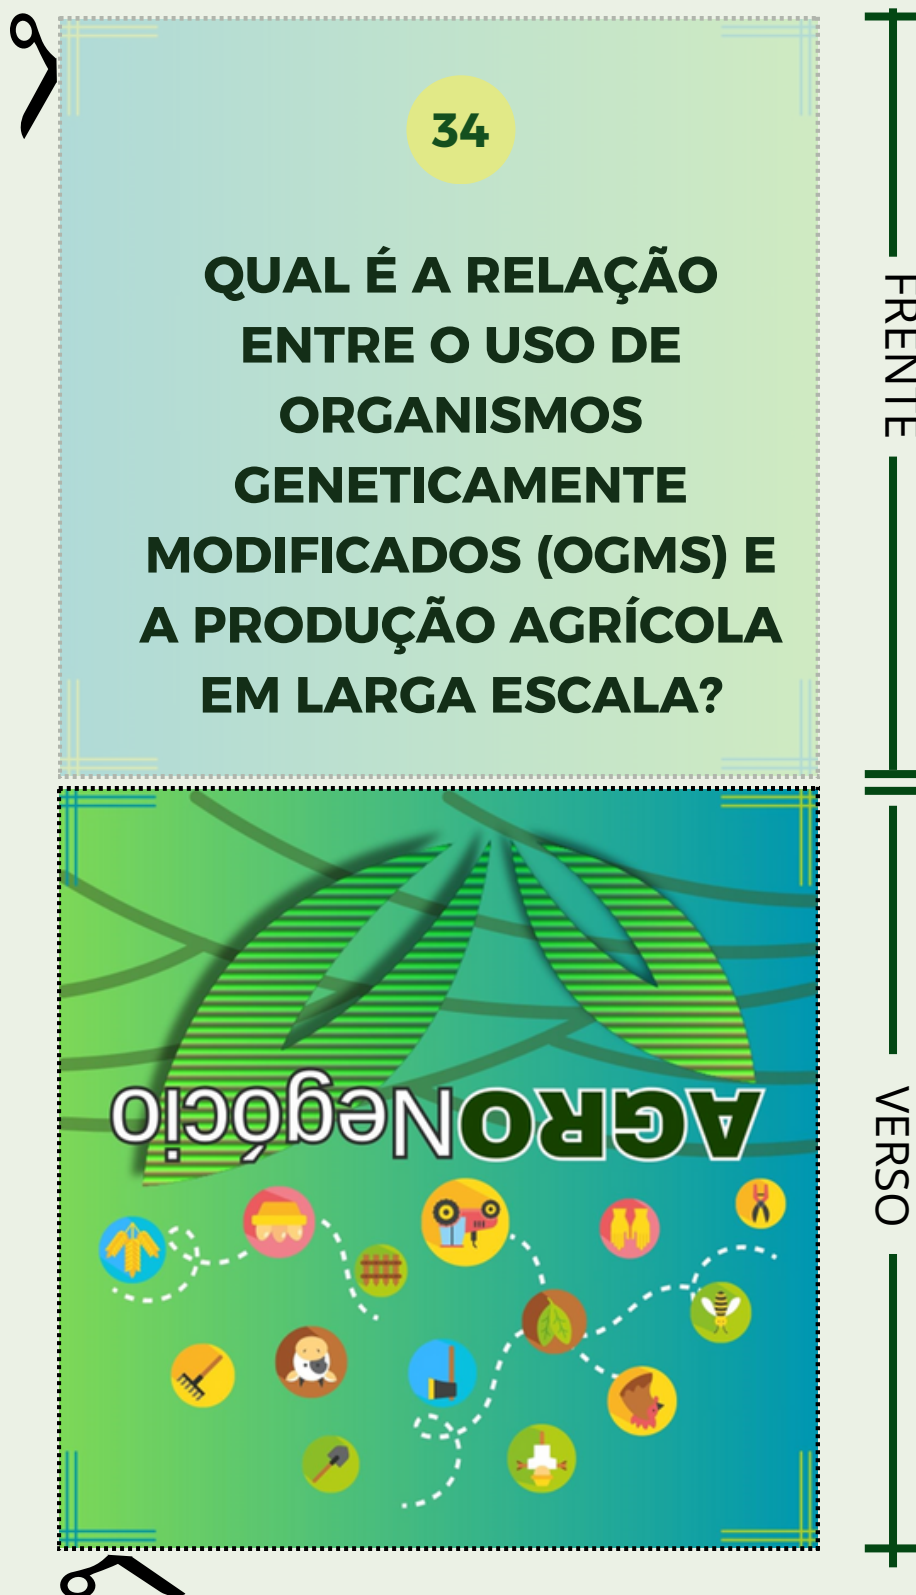 34
QUAL É A RELAÇÃO
ENTRE O USO DE
ORGANISMOS
GENETICAMENTE
MODIFICADOS (OGMS) E
A PRODUÇÃO AGRÍCOLA
EM LARGA ESCALA?
FRENTE
AGRONegócio
VERSO